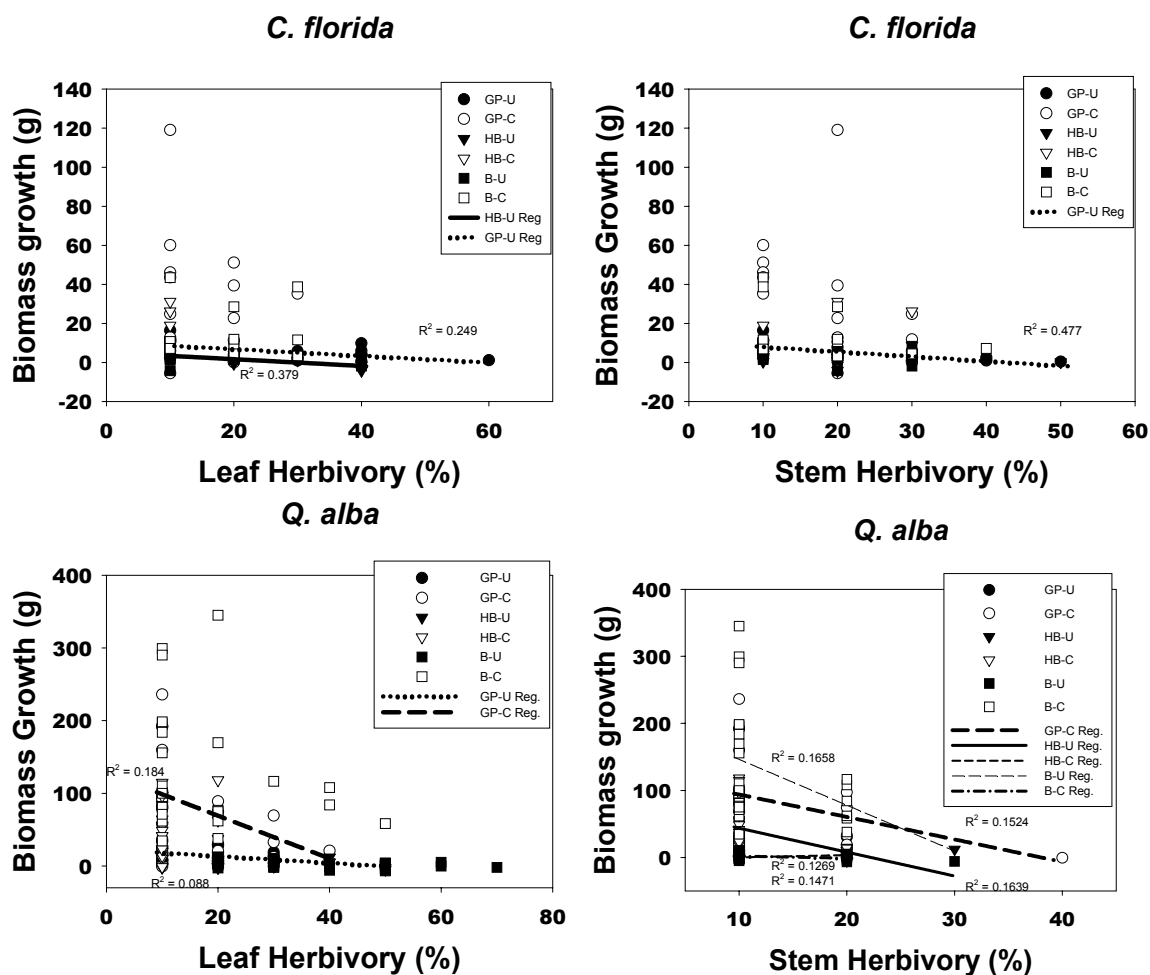 C. florida
Biomass growth (g)
140
120
100
80
60
40
20
0
-20
0
20
40
60
Leaf Herbivory (%)
GP-U
GP-C
HB-U
HB-C
B-U
B-C
HB-U Reg
GP-U Reg
R² = 0.249
R² = 0.379
C. florida
Biomass Growth (g)
140
120
100
80
60
40
20
0
-20
0
10
20
30
40
50
60
Stem Herbivory (%)
GP-U
GP-C
HB-U
HB-C
B-U
B-C
GP-U Reg
R² = 0.477
Q. alba
Biomass Growth (g)
400
300
200
100
0
0
20
40
60
80
Leaf Herbivory (%)
GP-U
GP-C
HB-U
HB-C
B-U
B-C
GP-U Reg.
GP-C Reg.
R² = 0.184
R² = 0.088
Q. alba
Biomass growth (g)
400
300
200
100
0
10
20
30
40
Stem Herbivory (%)
GP-U
GP-C
HB-U
HB-C
B-U
B-C
GP-C Reg.
HB-U Reg.
HB-C Reg.
B-U Reg.
B-C Reg.
R² = 0.1658
R² = 0.1524
R² = 0.1269
R² = 0.1471
R² = 0.1639